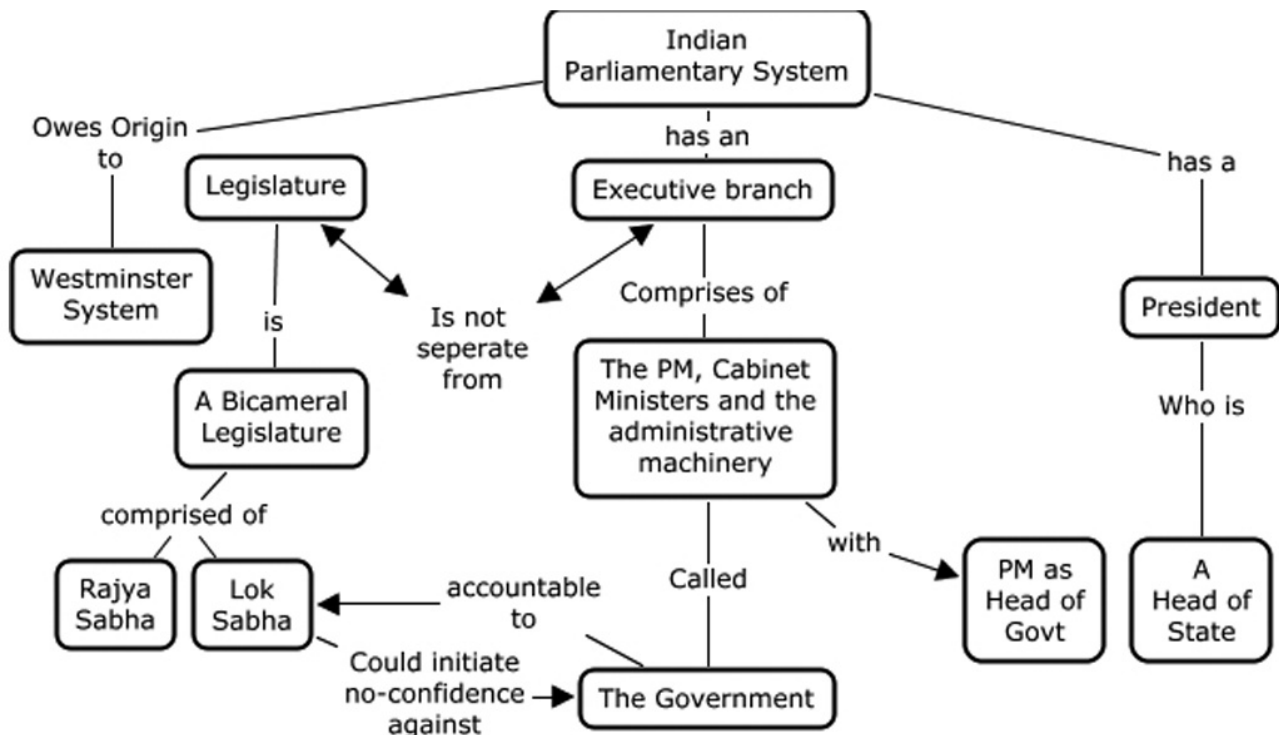 Indian
Parliamentary System
Owes Origin
to
has an
has a
Legislature
Executive branch
Westminster
System
is
Is not
seperate
from
Comprises of
President
A Bicameral
Legislature
The PM, Cabinet
Ministers and the
administrative
machinery
Who is
comprised of
Rajya
Sabha
Lok
Sabha
accountable
to
Called
with
PM as
Head of
Govt
A
Head of
State
Could initiate
no-confidence
against
The Government